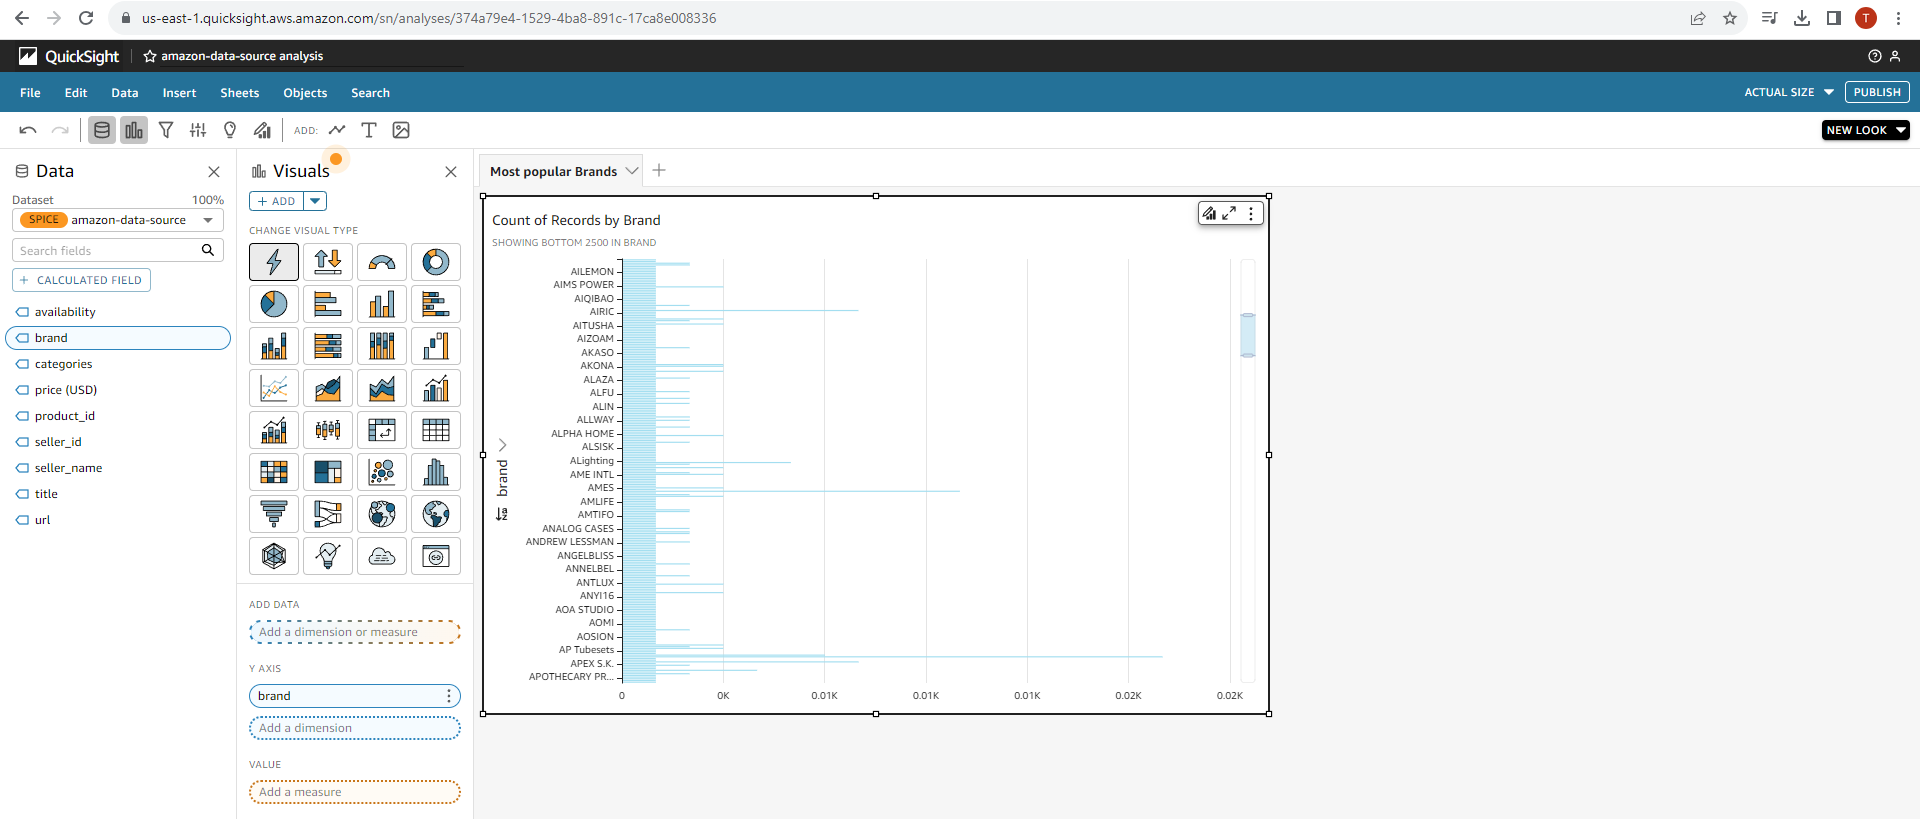 us-east-1.quicksight.aws.amazon.com/sn/analyses/374a79e4-1529-4ba8-891c-17ca8e008336
T
QuickSight
amazon-data-source analysis
File Edit Data Insert Sheets Objects Search
ACTUAL SIZE
PUBLISH
ADD:
NEW LOOK
Data
Dataset 100%
SPICE amazon-data-source
Search fields
+ CALCULATED FIELD
availability
brand
categories
price (USD)
product_id
seller_id
seller_name
title
url
Visuals
+ ADD
CHANGE VISUAL TYPE
ADD DATA
Add a dimension or measure
Y AXIS
brand
Add a dimension
VALUE
Add a measure
Most popular Brands
Count of Records by Brand
SHOWING BOTTOM 2500 IN BRAND
brand
AILEMON
AIMS POWER
AIQIBAO
AIRIC
AITUSHA
AIZOAM
AKASO
AKONA
ALAZA
ALFU
ALIN
ALLWAY
ALPHA HOME
ALSISK
ALighting
AME INTL
AMES
AMLIFE
AMTIFO
ANALOG CASES
ANDREW LESSMAN
ANGELBLISS
ANNELBEL
ANTLUX
ANYI16
AOA STUDIO
AOMI
AOSION
AP Tubesets
APEX S.K.
APOTHECARY PR...
0 0K 0.01K 0.01K 0.01K 0.02K 0.02K